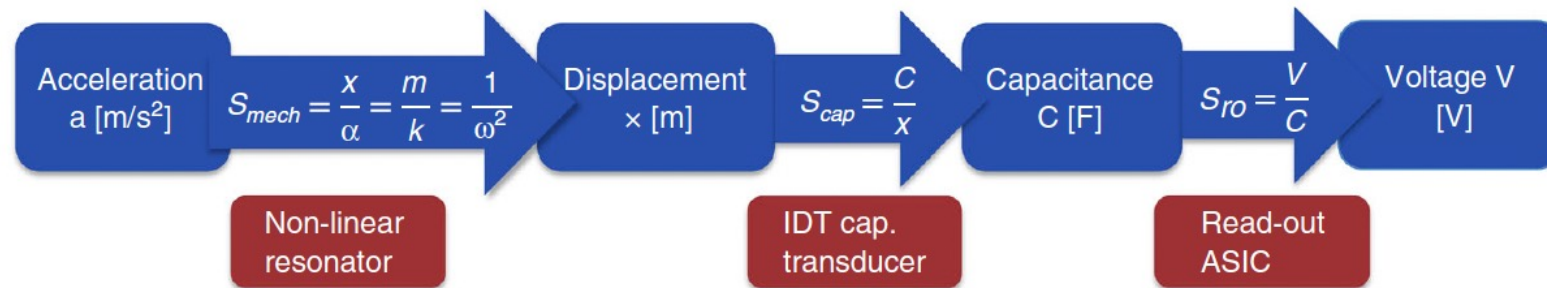 Acceleration
a [m/s²]
S_mech = x/α = m/k = 1/ω²
Displacement
× [m]
S_cap = C/x
Capacitance
C [F]
S_ro = V/C
Voltage V
[V]
Non-linear
resonator
IDT cap.
transducer
Read-out
ASIC